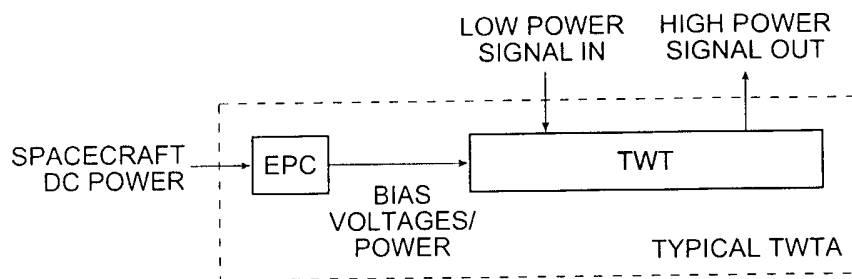 LOW POWER
SIGNAL IN
HIGH POWER
SIGNAL OUT
SPACECRAFT
DC POWER
EPC
TWT
BIAS
VOLTAGES/
POWER
TYPICAL TWTA